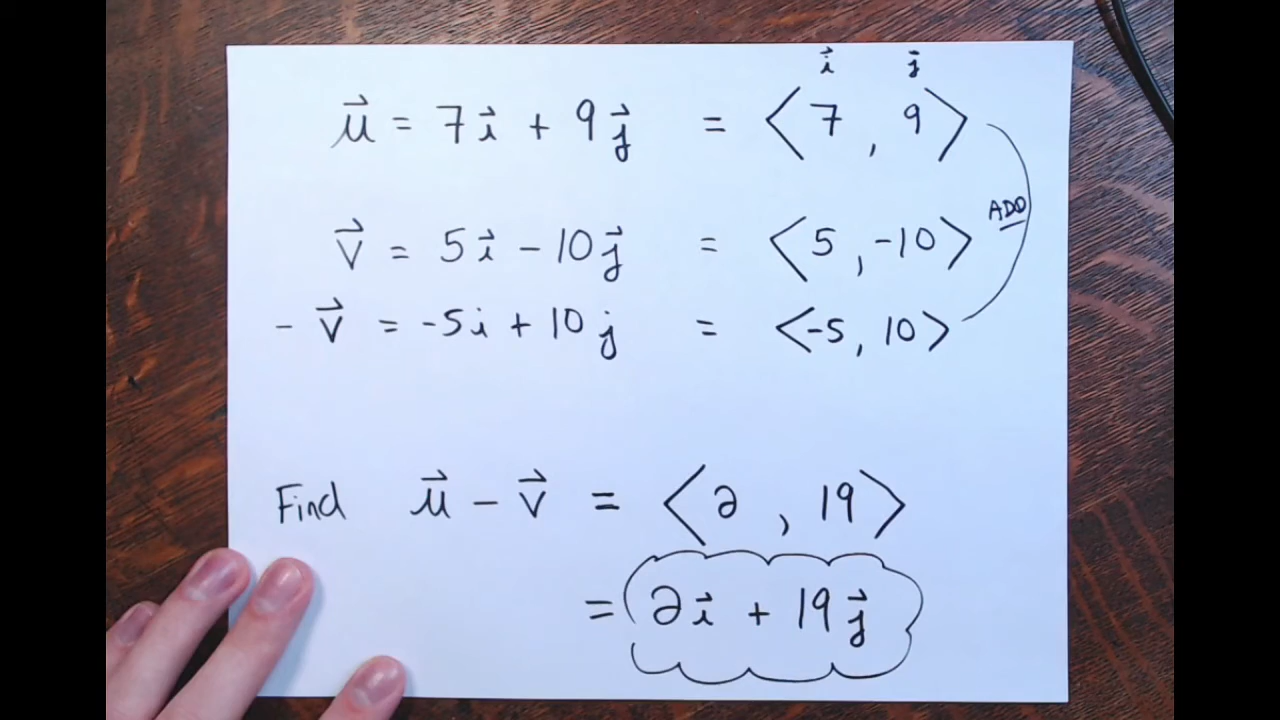 i⃗ j⃗
u⃗ = 7i⃗ + 9j⃗ = ⟨7, 9⟩
ADD
v⃗ = 5i⃗ - 10j⃗ = ⟨5, -10⟩
- v⃗ = -5i + 10j = ⟨-5, 10⟩
Find u⃗ - v⃗ = ⟨2, 19⟩
= 2i⃗ + 19j⃗